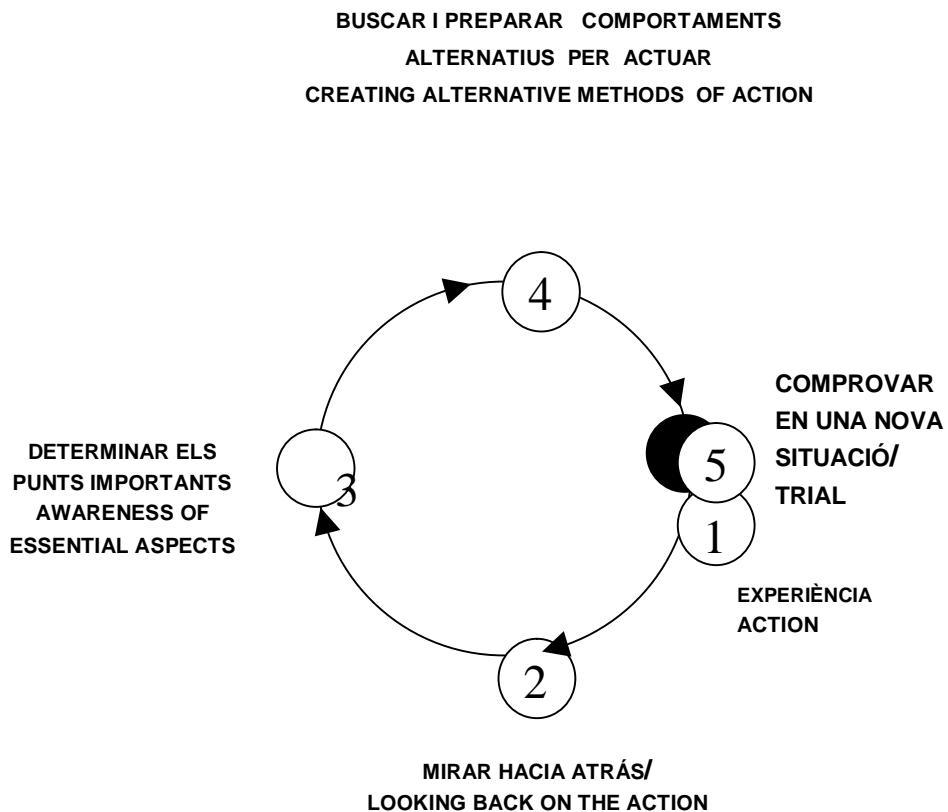 BUSCAR I PREPARAR COMPORTAMENTS
ALTERNATIUS PER ACTUAR
CREATING ALTERNATIVE METHODS OF ACTION
4
COMPROVAR
EN UNA NOVA
SITUACIÓ/
TRIAL
5
1
EXPERIÈNCIA
ACTION
DETERMINAR ELS
PUNTS IMPORTANTS
AWARENESS OF
ESSENTIAL ASPECTS
3
2
MIRAR HACIA ATRÁS/
LOOKING BACK ON THE ACTION